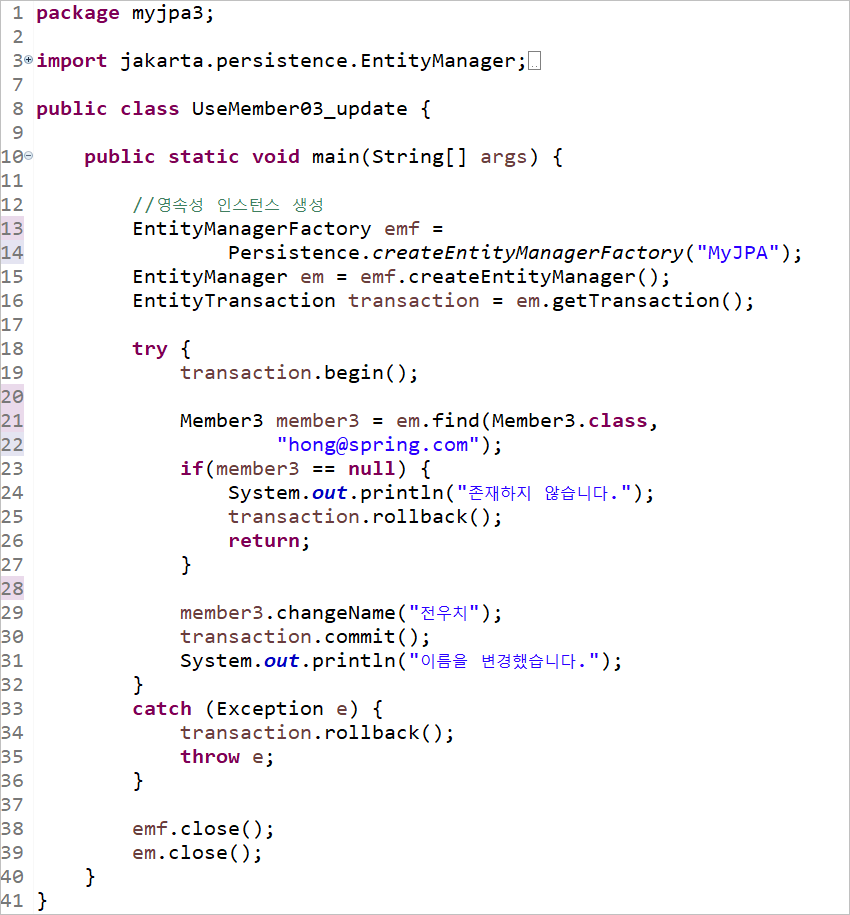 1 package myjpa3;
2
3 import jakarta.persistence.EntityManager;
7
8 public class UseMember03_update {
9
10     public static void main(String[] args) {
11
12         //영속성 인스턴스 생성
13         EntityManagerFactory emf =
14                 Persistence.createEntityManagerFactory("MyJPA");
15         EntityManager em = emf.createEntityManager();
16         EntityTransaction transaction = em.getTransaction();
17
18         try {
19             transaction.begin();
20
21             Member3 member3 = em.find(Member3.class,
22                     "hong@spring.com");
23             if(member3 == null) {
24                 System.out.println("존재하지 않습니다.");
25                 transaction.rollback();
26                 return;
27             }
28
29             member3.changeName("전우치");
30             transaction.commit();
31             System.out.println("이름을 변경했습니다.");
32         }
33         catch (Exception e) {
34             transaction.rollback();
35             throw e;
36         }
37
38         emf.close();
39         em.close();
40     }
41 }